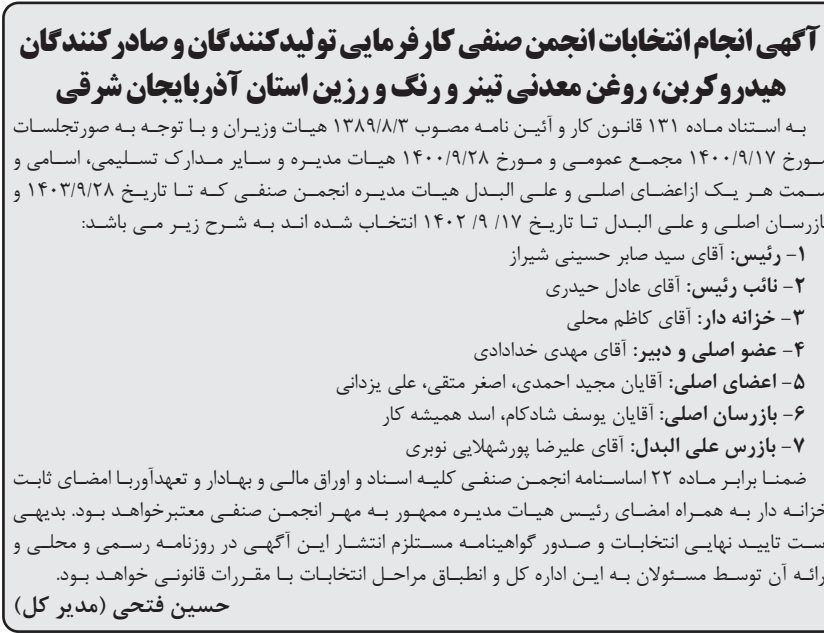 آگهی انجام انتخابات انجمن صنفی کارفرمایی تولیدکنندگان و صادرکنندگان
هیدروکربن، روغن معدنی تینر و رنگ و رزین استان آذربایجان شرقی
به استناد ماده ۱۳۱ قانون کار و آئین نامه مصوب ۱۳۸۹/۸/۳ هیات وزیران و با توجه به صورتجلسات
مورخ ۱۴۰۰/۹/۱۷ مجمع عمومی و مورخ ۱۴۰۰/۹/۲۸ هیات مدیره و سایر مدارک تسلیمی، اسامی و
سمت هر یک ازاعضای اصلی و علی البدل هیات مدیره انجمن صنفی که تا تاریخ ۱۴۰۳/۹/۲۸ و
بازرسان اصلی و علی البدل تا تاریخ ۱۷/ ۹/ ۱۴۰۲ انتخاب شده اند به شرح زیر می باشد:
۱- رئیس: آقای سید صابر حسینی شیراز
۲- نائب رئیس: آقای عادل حیدری
۳- خزانه دار: آقای کاظم محلی
۴- عضو اصلی و دبیر: آقای مهدی خدادادی
۵- اعضای اصلی: آقایان مجید احمدی، اصغر متقی، علی یزدانی
۶- بازرسان اصلی: آقایان یوسف شادکام، اسد همیشه کار
۷- بازرس علی البدل: آقای علیرضا پورشهلایی نوبری
ضمنا برابر ماده ۲۲ اساسنامه انجمن صنفی کلیه اسناد و اوراق مالی و بهادار و تعهدآوربا امضای ثابت
خزانه دار به همراه امضای رئیس هیات مدیره ممهور به مهر انجمن صنفی معتبرخواهد بود. بدیهی
است تایید نهایی انتخابات و صدور گواهینامه مستلزم انتشار این آگهی در روزنامه رسمی و محلی و
ارائه آن توسط مسئولان به این اداره کل و انطباق مراحل انتخابات با مقررات قانونی خواهد بود.
حسین فتحی (مدیر کل)